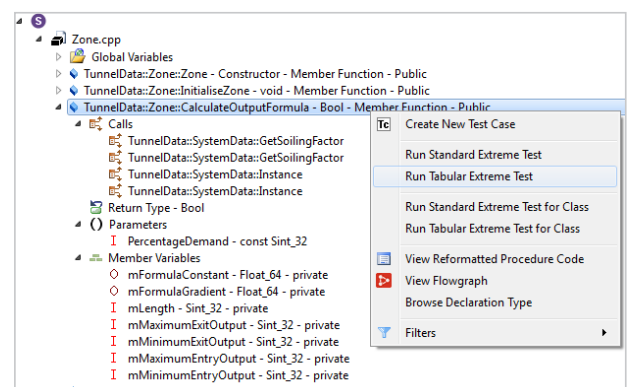 S
Zone.cpp
Global Variables
TunnelData::Zone::Zone - Constructor - Member Function - Public
TunnelData::Zone::InitialiseZone - void - Member Function - Public
TunnelData::Zone::CalculateOutputFormula - Bool - Member Function - Public
Calls
TunnelData::SystemData::GetSoilingFactor
TunnelData::SystemData::GetSoilingFactor
TunnelData::SystemData::Instance
TunnelData::SystemData::Instance
Return Type - Bool
() Parameters
I PercentageDemand - const Sint_32
Member Variables
O mFormulaConstant - Float_64 - private
O mFormulaGradient - Float_64 - private
I mLength - Sint_32 - private
I mMaximumExitOutput - Sint_32 - private
I mMinimumExitOutput - Sint_32 - private
I mMaximumEntryOutput - Sint_32 - private
I mMinimumEntryOutput - Sint_32 - private
Tc Create New Test Case
Run Standard Extreme Test
Run Tabular Extreme Test
Run Standard Extreme Test for Class
Run Tabular Extreme Test for Class
View Reformatted Procedure Code
View Flowgraph
Browse Declaration Type
Filters